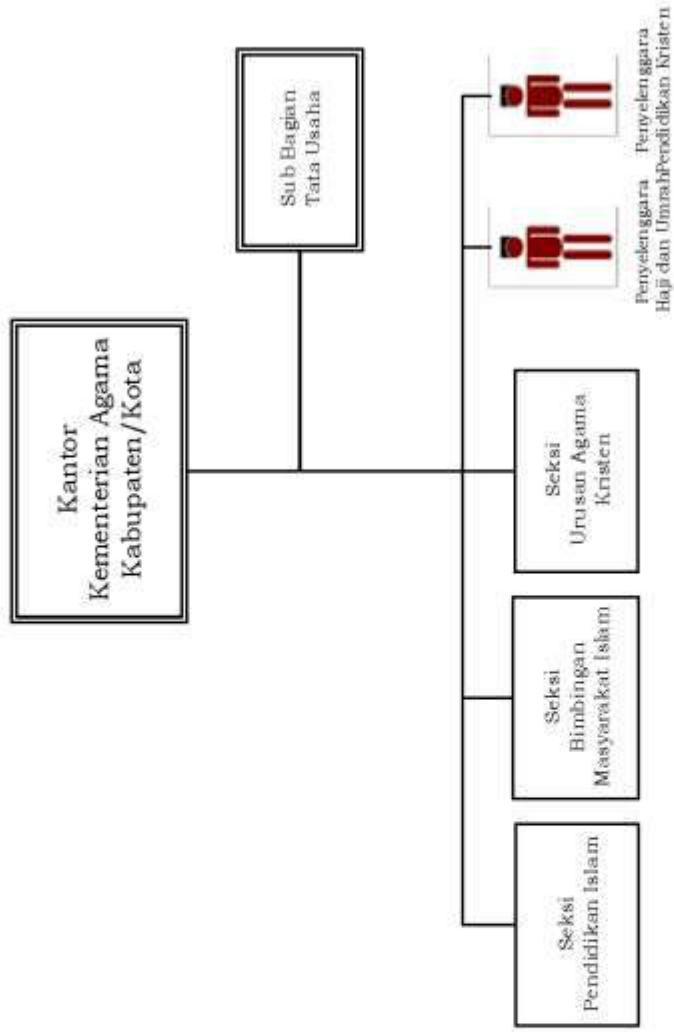 Kantor
Kementerian Agama
Kabupaten/Kota
Sub Bagian
Tata Usaha
Seksi
Pendidikan Islam
Seksi
Bimbingan
Masyarakat Islam
Seksi
Urusan Agama
Kristen
Penyelenggara
Haji dan Umrah
Penyelenggara
Pendidikan Kristen